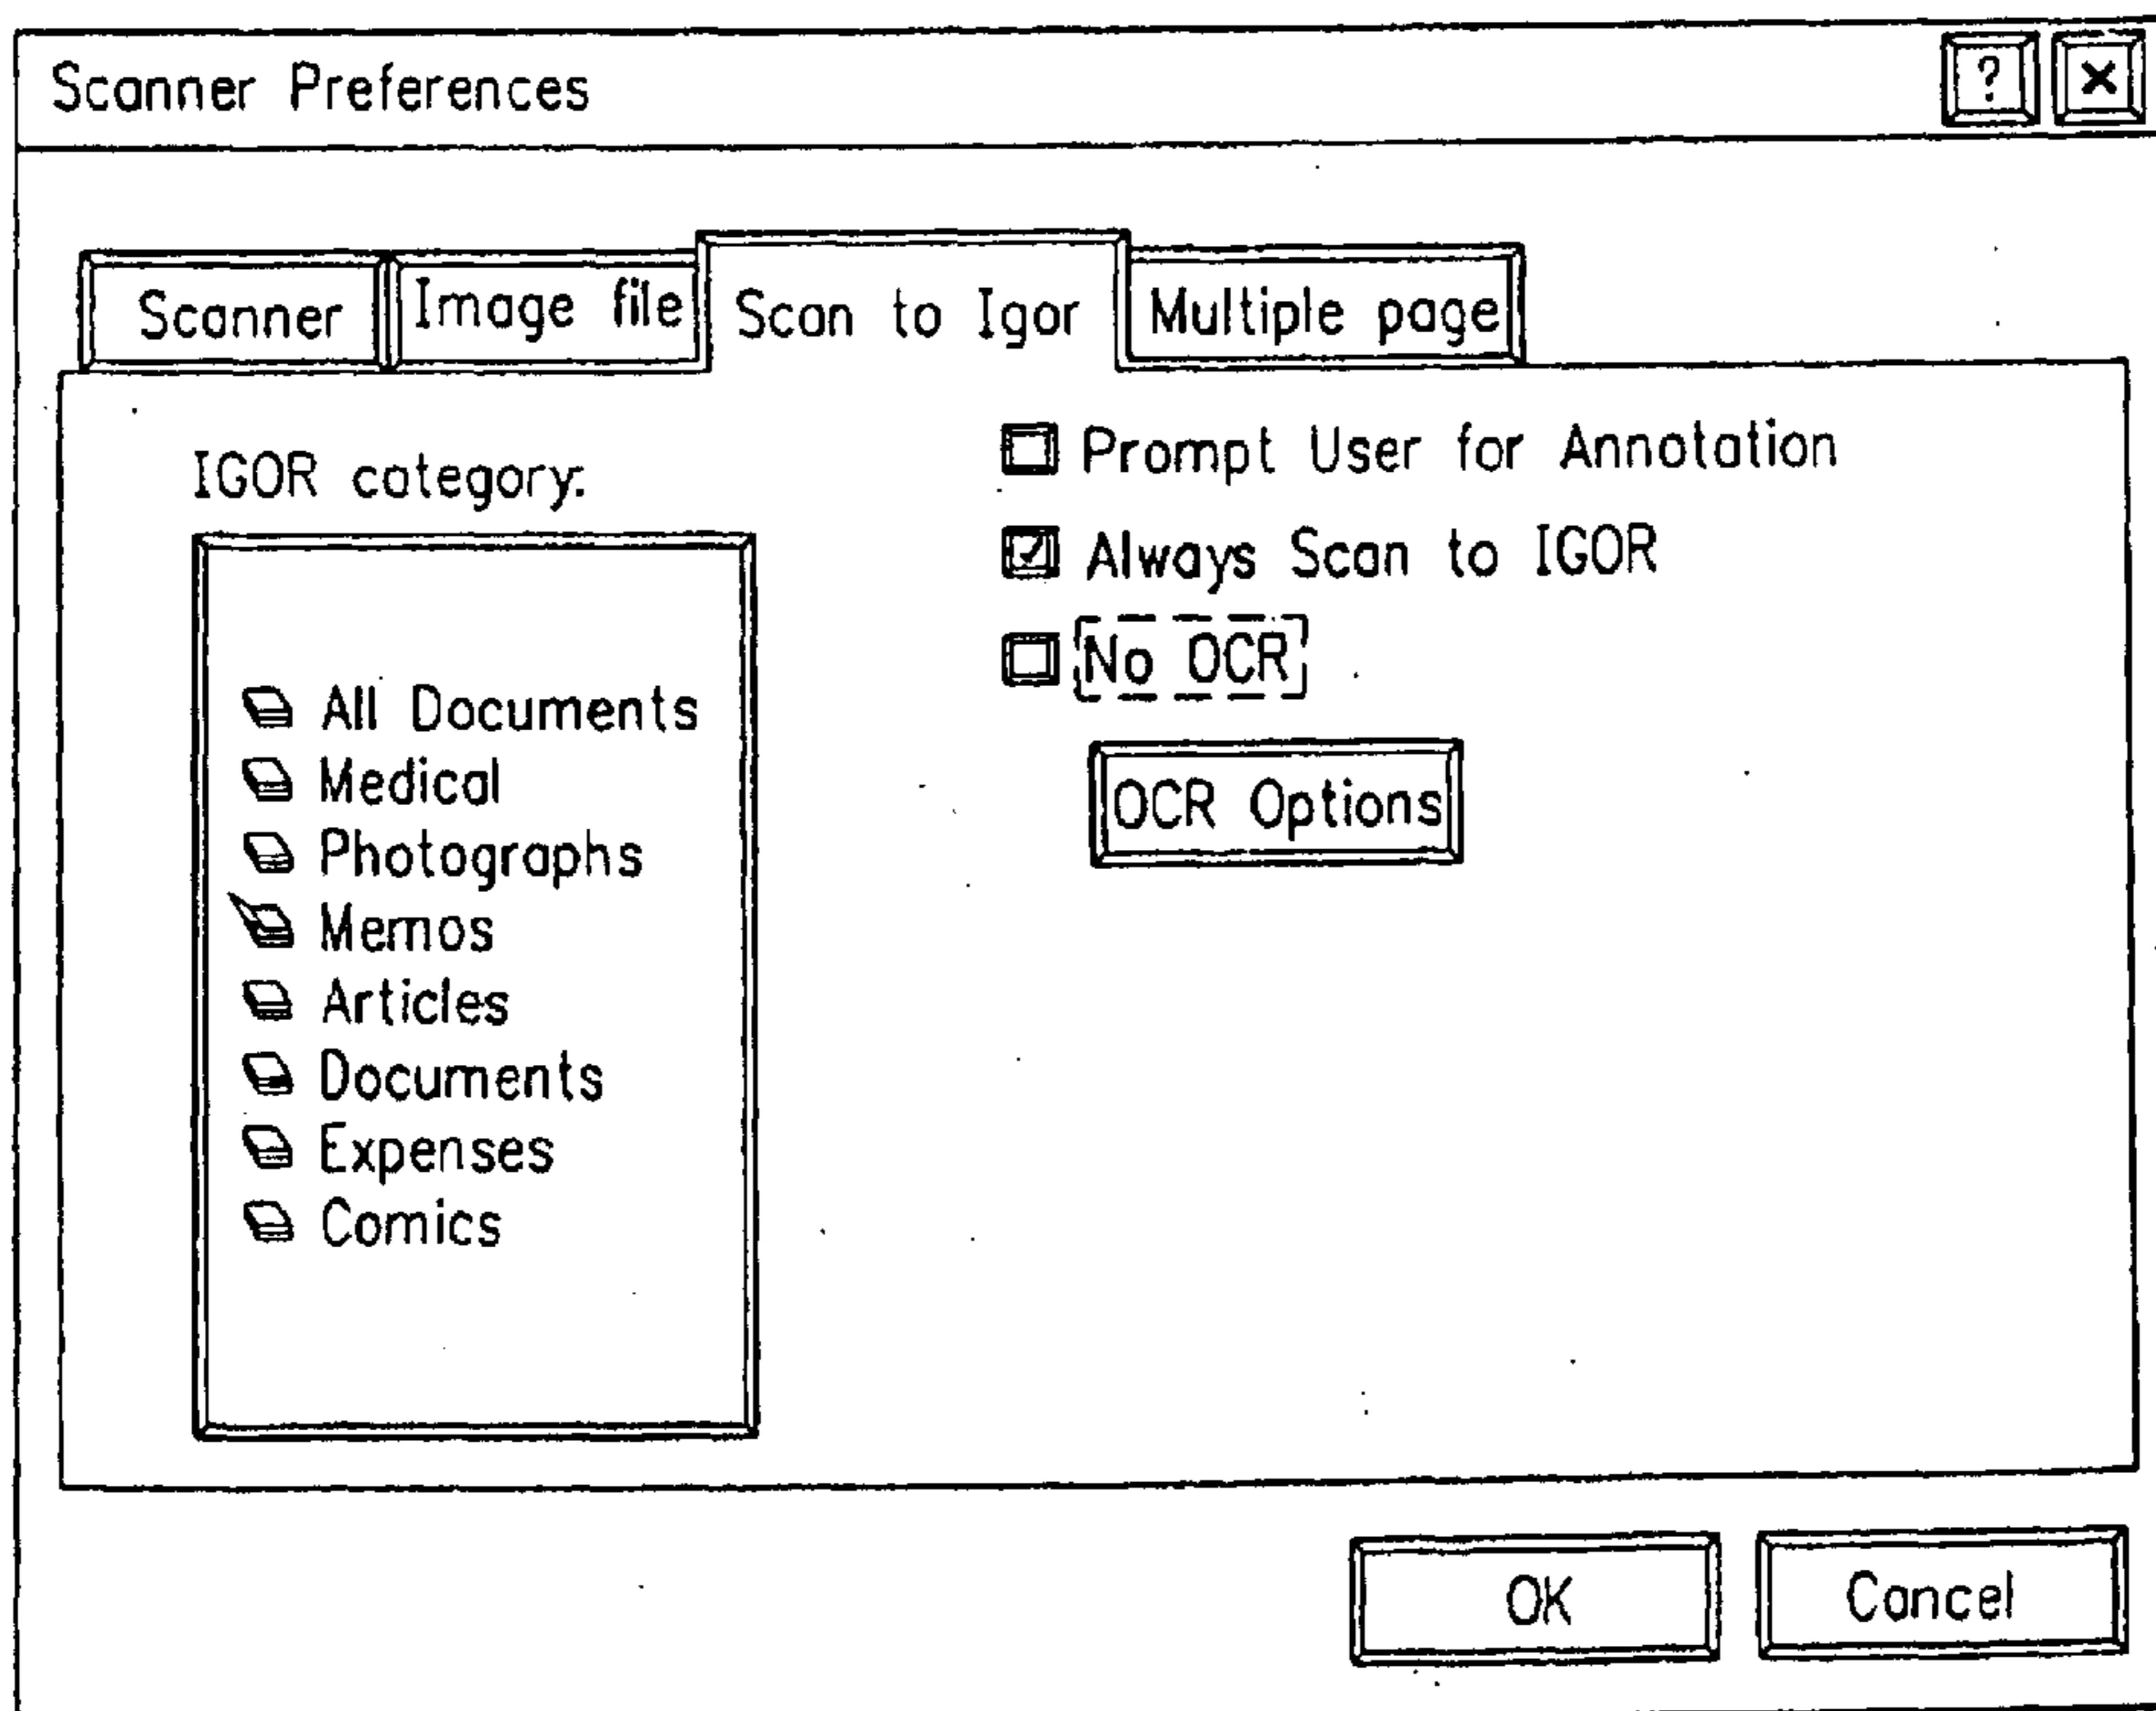 Scanner Preferences ? ×
Scanner Image file Scan to Igor Multiple page
IGOR category:
All Documents
Medical
Photographs
Memos
Articles
Documents
Expenses
Comics
Prompt User for Annotation
Always Scan to IGOR
No OCR
OCR Options
OK Cancel